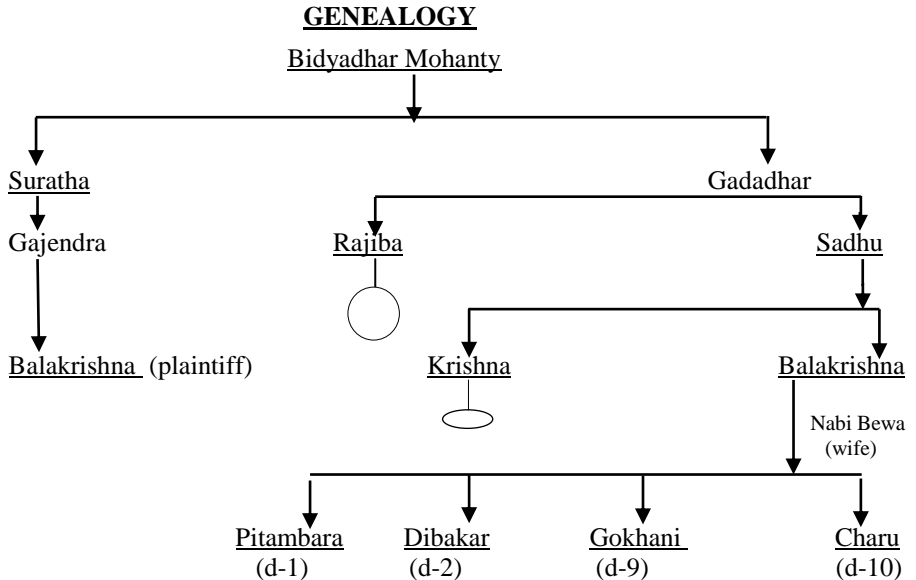 GENEALOGY
Bidyadhar Mohanty
Suratha Gadadhar
Gajendra Rajiba Sadhu
Balakrishna (plaintiff) Krishna Balakrishna
Nabi Bewa
(wife)
Pitambara Dibakar Gokhani Charu
(d-1) (d-2) (d-9) (d-10)